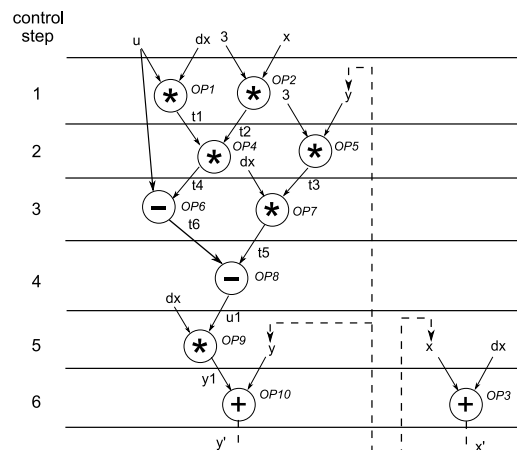 control
step
u dx 3 x
1 * OP1 * OP2 3 y
t1 t2
2 * OP4 * OP5
dx
t4 t3
3 − OP6 * OP7
t6
t5
4 − OP8
dx u1
5 * OP9 y x dx
y1
6 + OP10 + OP3
y' x'